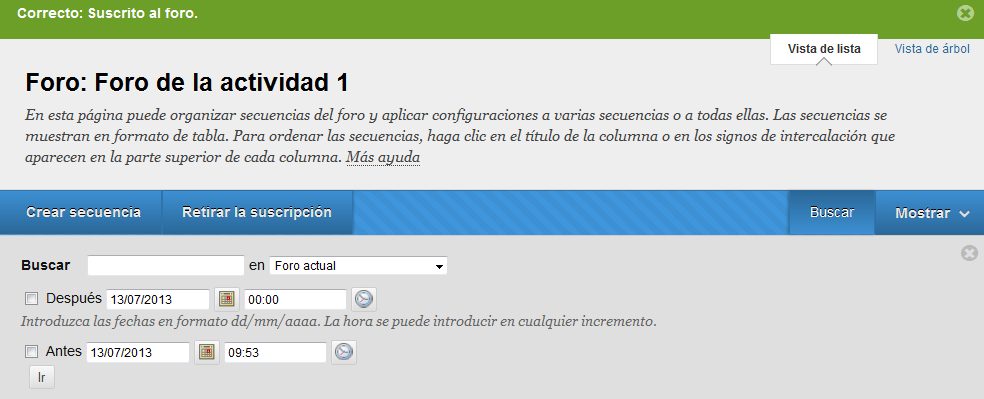 Correcto: Suscrito al foro.
Vista de lista Vista de árbol
Foro: Foro de la actividad 1
En esta página puede organizar secuencias del foro y aplicar configuraciones a varias secuencias o a todas ellas. Las secuencias se
muestran en formato de tabla. Para ordenar las secuencias, haga clic en el título de la columna o en los signos de intercalación que
aparecen en la parte superior de cada columna. Más ayuda
Crear secuencia Retirar la suscripción Buscar Mostrar
Buscar en Foro actual
Después 13/07/2013 00:00
Introduzca las fechas en formato dd/mm/aaaa. La hora se puede introducir en cualquier incremento.
Antes 13/07/2013 09:53
Ir